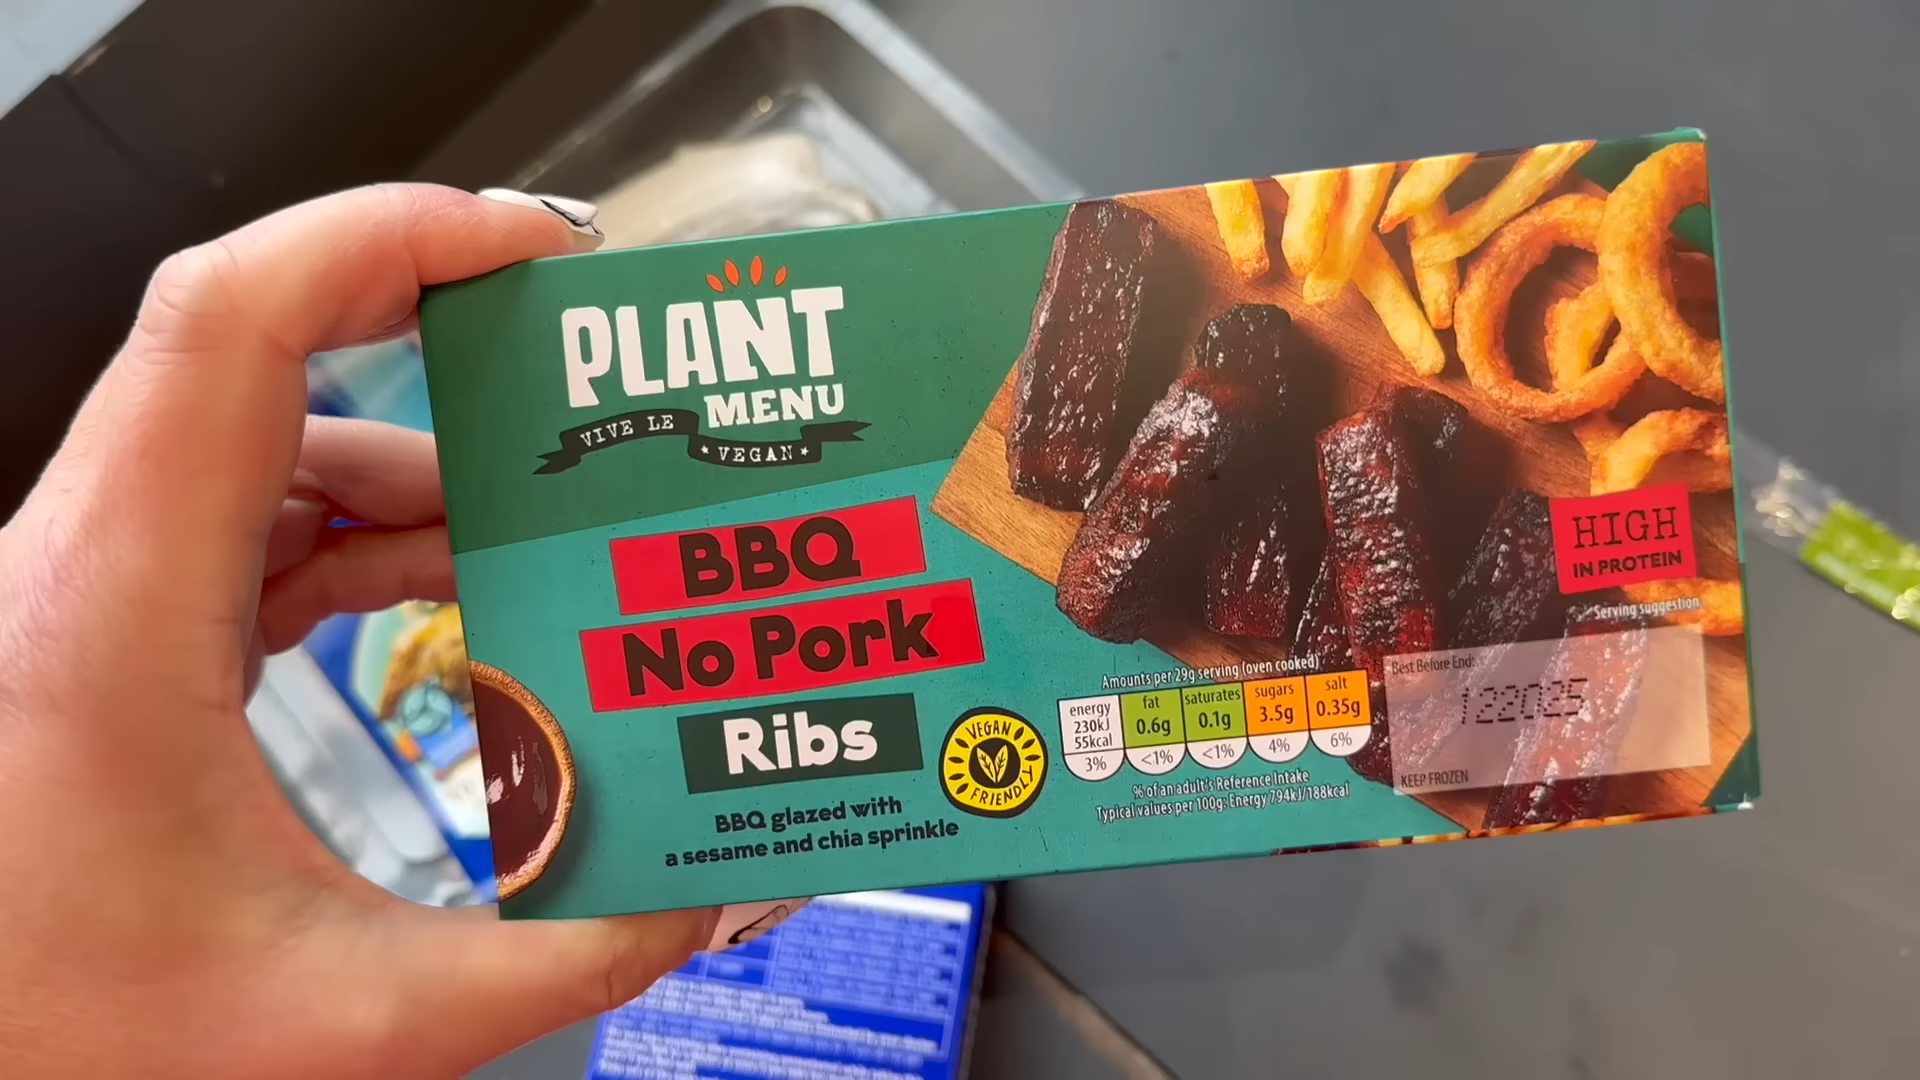 PLANT
MENU
VIVE LE
VEGAN
BBQ
No Pork
Ribs
BBQ glazed with
a sesame and chia sprinkle
VEGAN
FRIENDLY
Amounts per 29g serving (oven cooked)
energy
230kJ
55kcal
3%
fat
0.6g
<1%
saturates
0.1g
<1%
sugars
3.5g
4%
salt
0.35g
6%
% of an adult's Reference Intake
Typical values per 100g: Energy 794kJ/188kcal
HIGH
IN PROTEIN
Serving suggestion
Best Before End:
122025
KEEP FROZEN